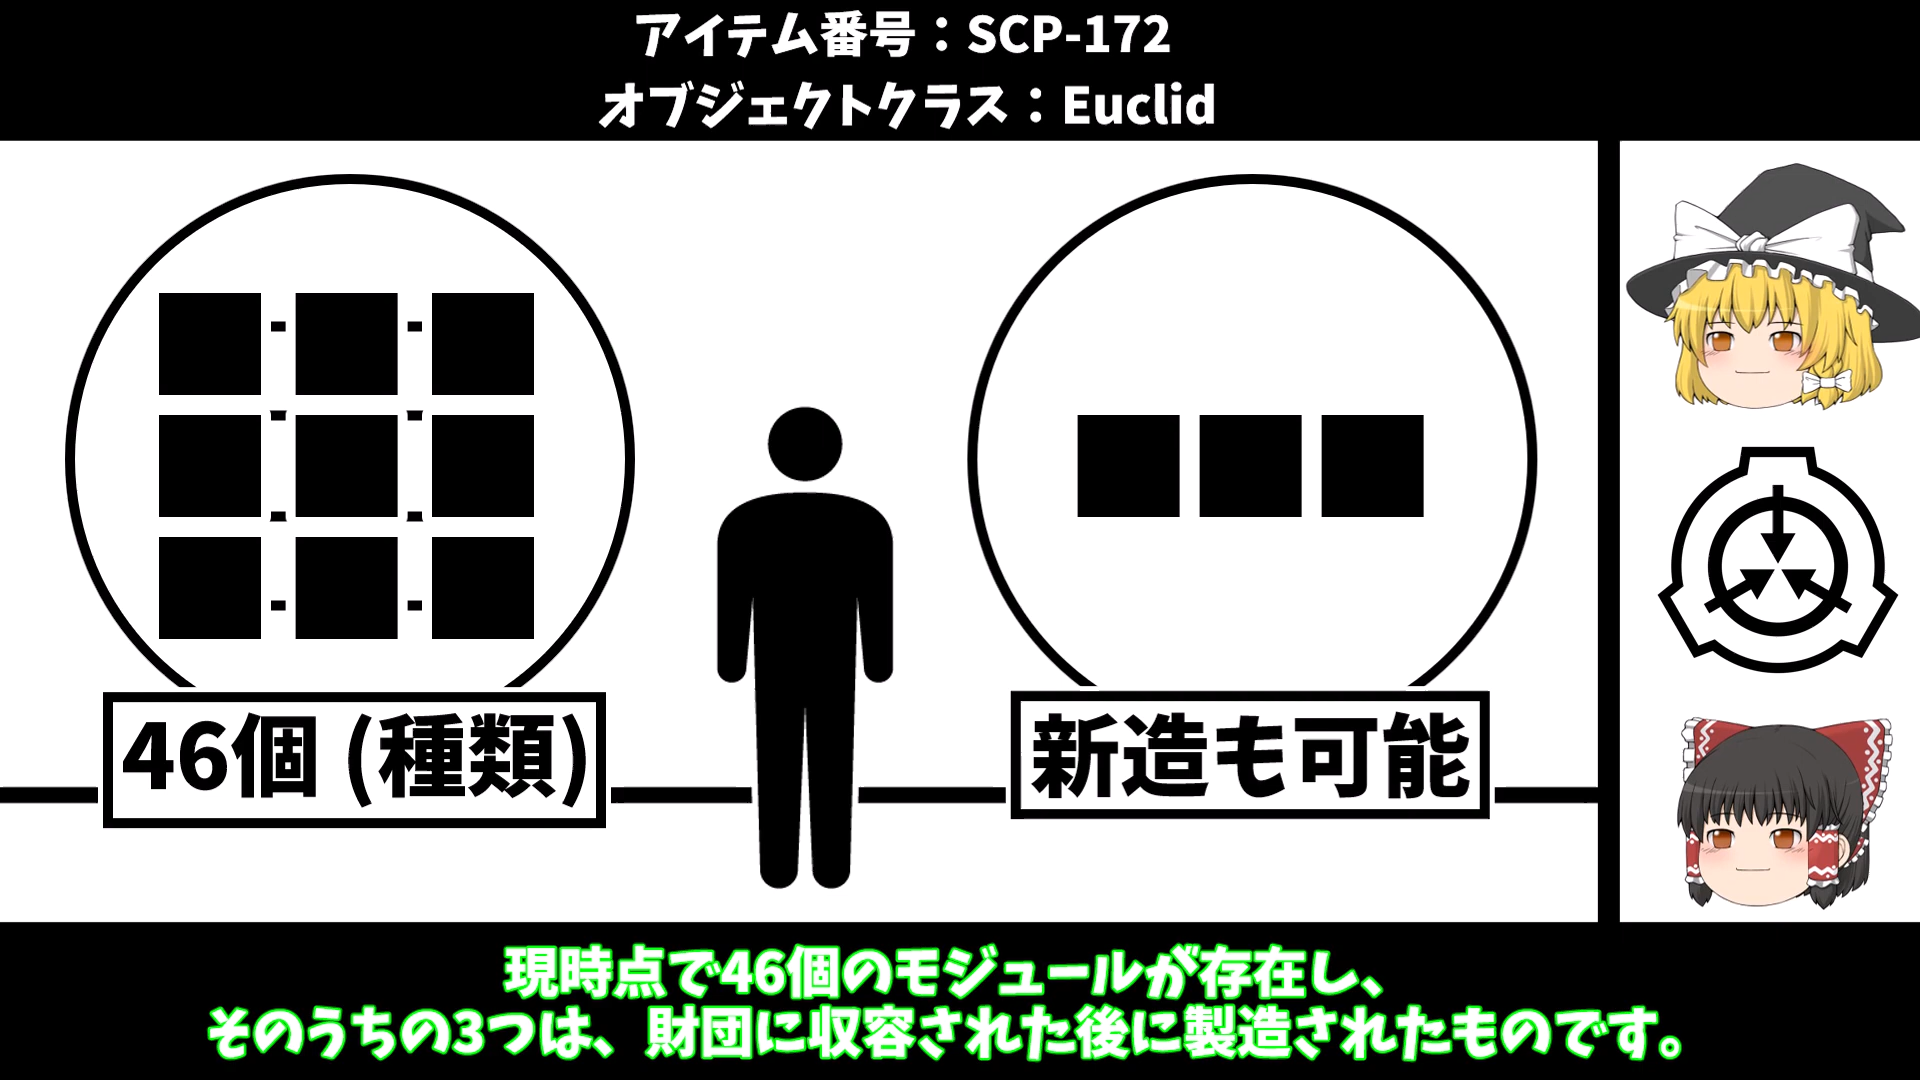 アイテム番号：SCP-172
オブジェクトクラス：Euclid
46個 (種類)
新造も可能
現時点で46個のモジュールが存在し、
そのうちの3つは、財団に収容された後に製造されたものです。